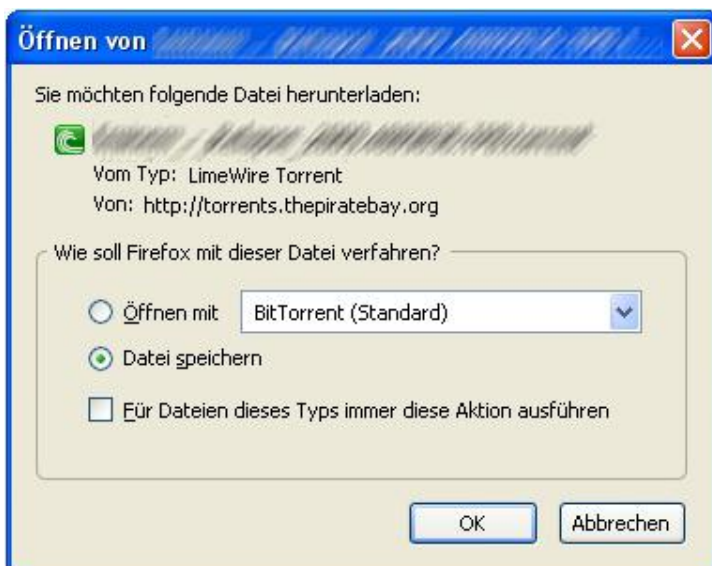 Öffnen von
Sie möchten folgende Datei herunterladen:
Vom Typ: LimeWire Torrent
Von: http://torrents.thepiratebay.org
Wie soll Firefox mit dieser Datei verfahren?
Öffnen mit BitTorrent (Standard)
Datei speichern
Für Dateien dieses Typs immer diese Aktion ausführen
OK Abbrechen